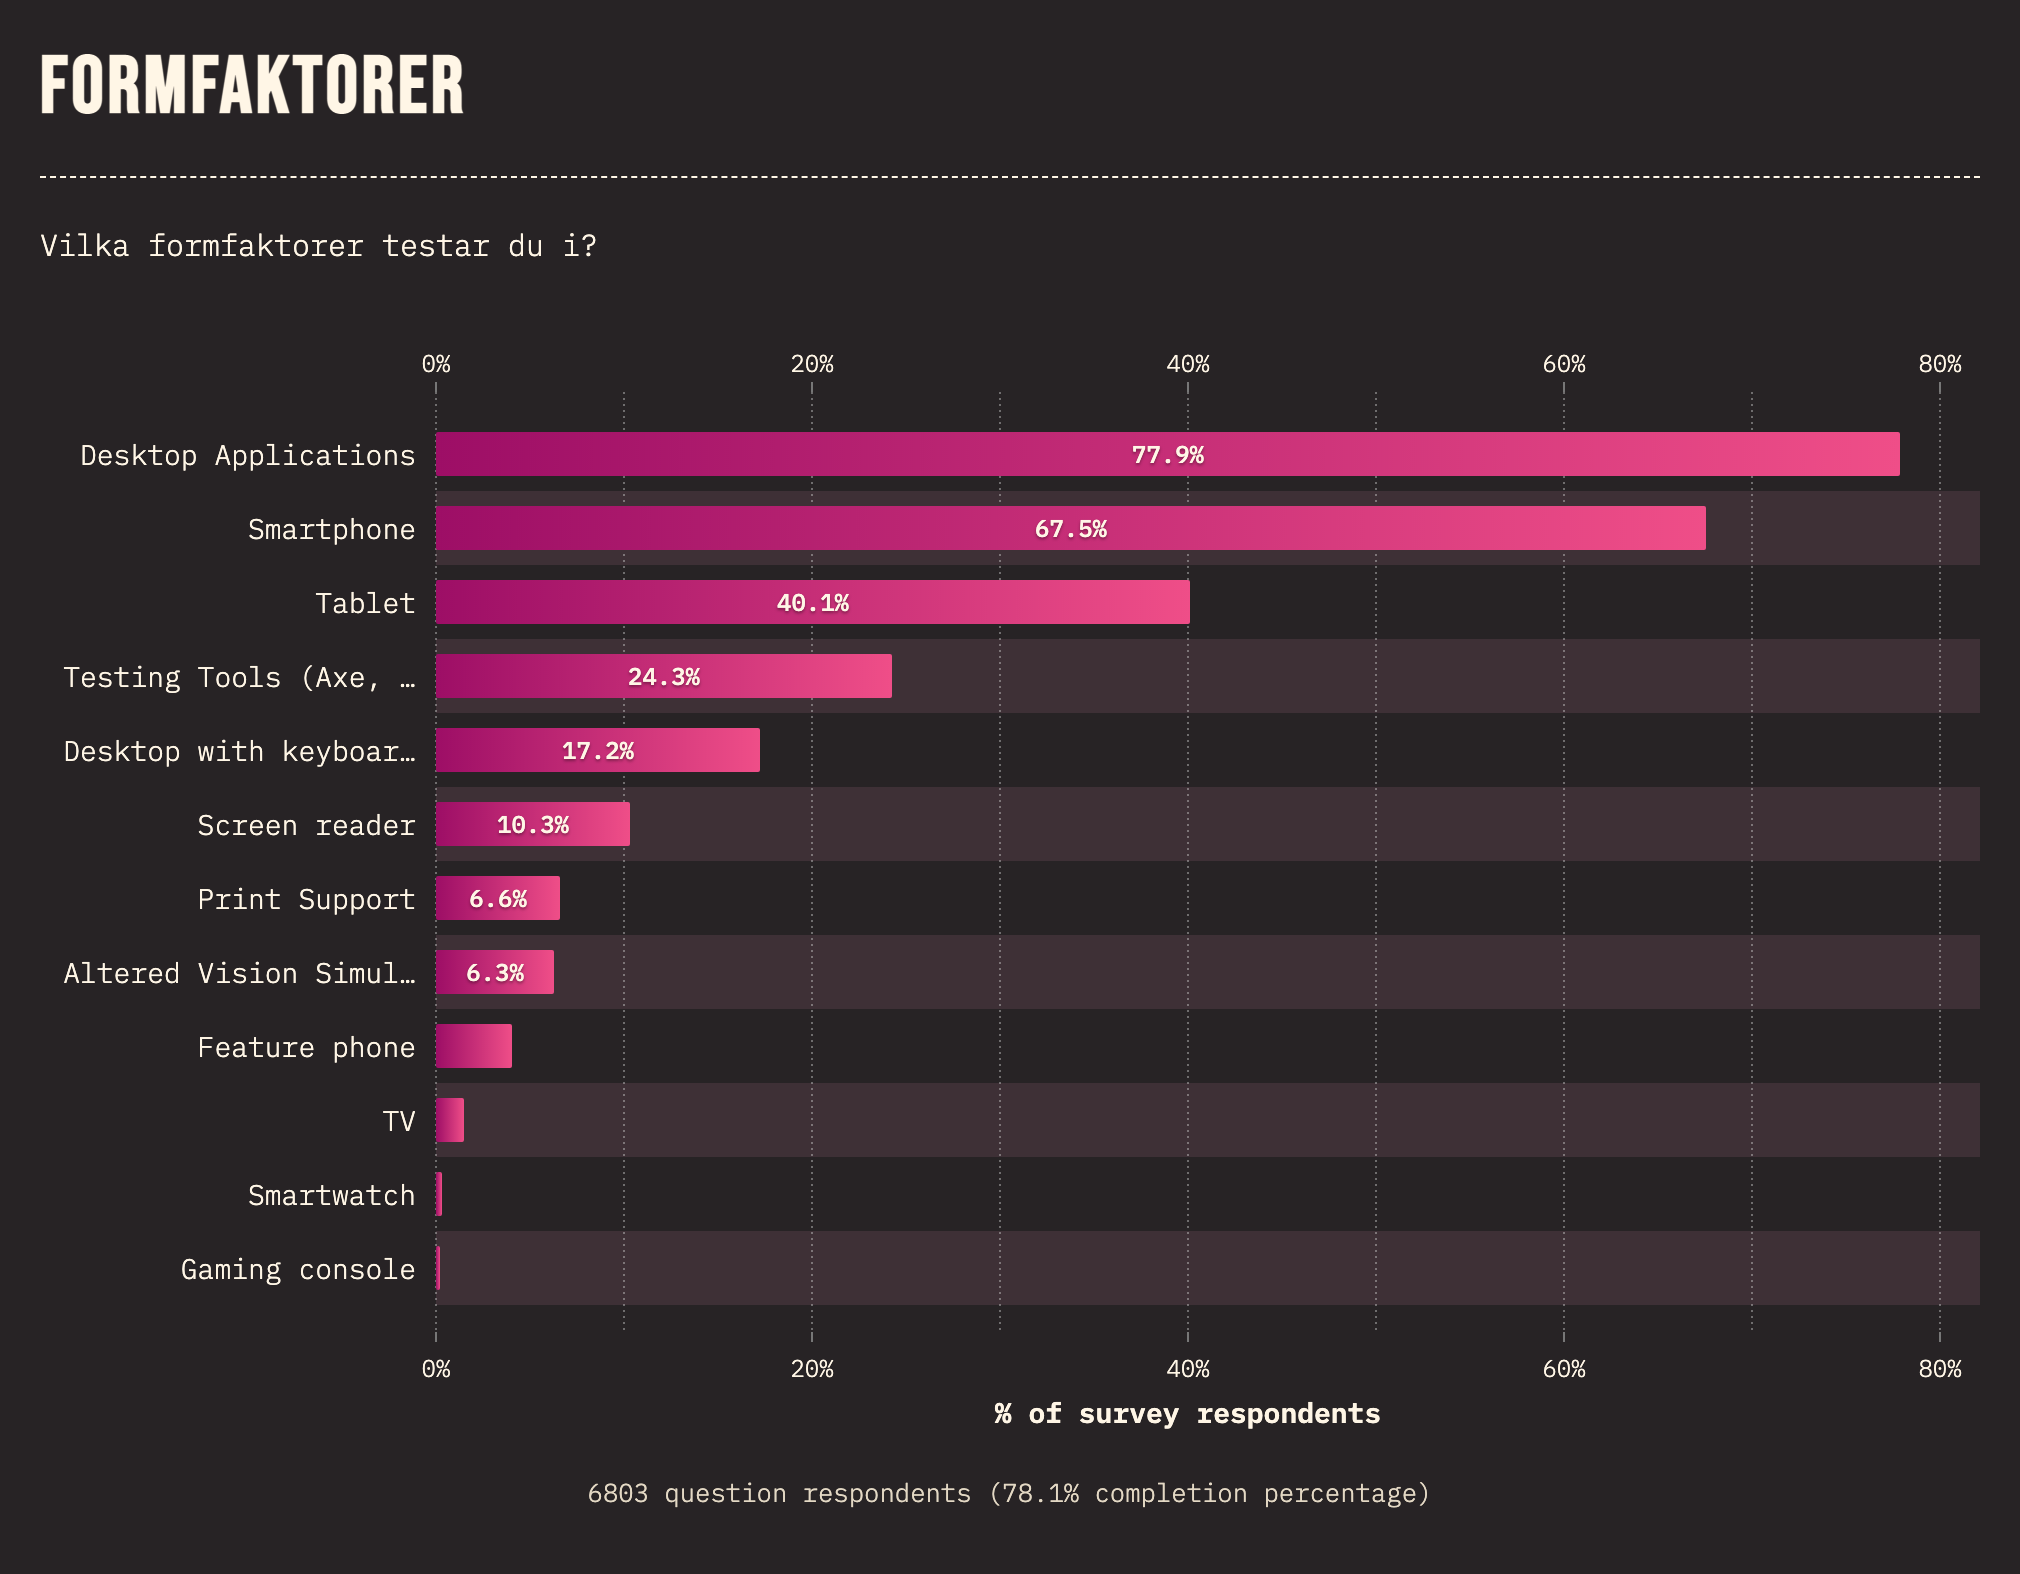 FORMFAKTORER
Vilka formfaktorer testar du i?
0% 20% 40% 60% 80%
Desktop Applications 77.9%
Smartphone 67.5%
Tablet 40.1%
Testing Tools (Axe, … 24.3%
Desktop with keyboar… 17.2%
Screen reader 10.3%
Print Support 6.6%
Altered Vision Simul… 6.3%
Feature phone
TV
Smartwatch
Gaming console
0% 20% 40% 60% 80%
% of survey respondents
6803 question respondents (78.1% completion percentage)